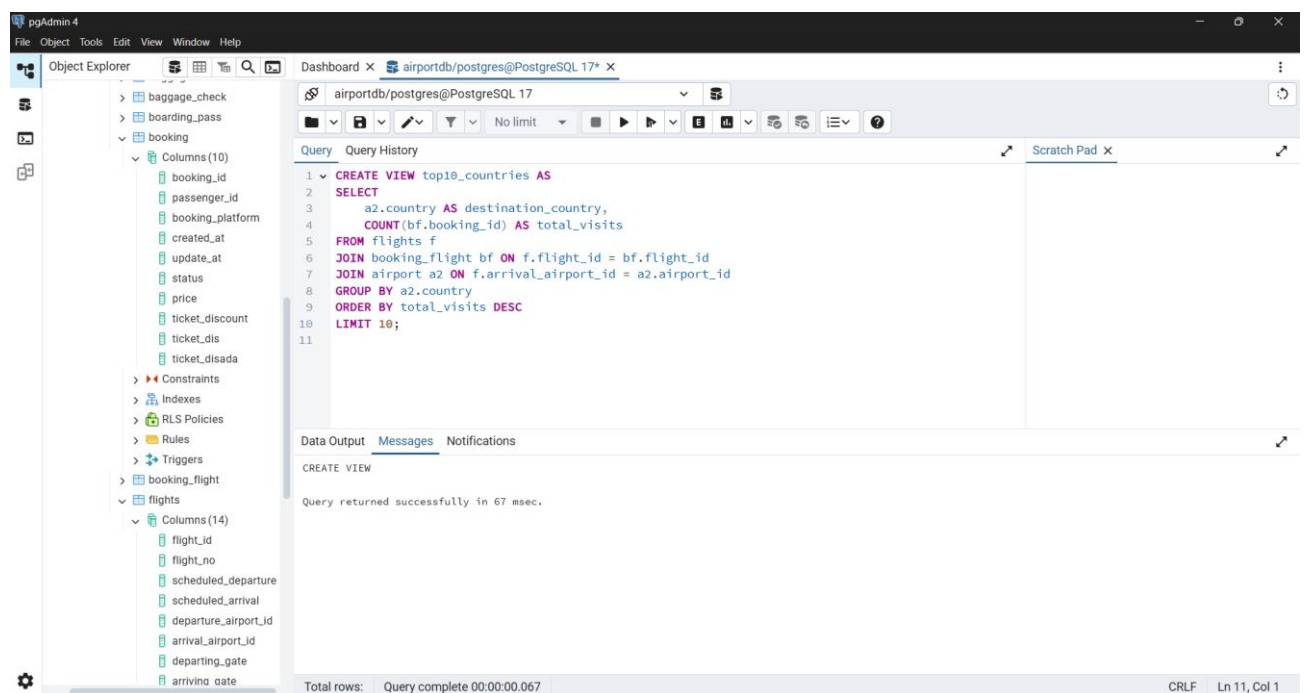 pgAdmin 4
File Object Tools Edit View Window Help
Object Explorer
baggage_check
boarding_pass
booking
Columns (10)
booking_id
passenger_id
booking_platform
created_at
update_at
status
price
ticket_discount
ticket_dis
ticket_disada
Constraints
Indexes
RLS Policies
Rules
Triggers
booking_flight
flights
Columns (14)
flight_id
flight_no
scheduled_departure
scheduled_arrival
departure_airport_id
arrival_airport_id
departing_gate
arriving_gate
Dashboard airportdb/postgres@PostgreSQL 17*
airportdb/postgres@PostgreSQL 17
No limit
Query Query History
Scratch Pad
1 CREATE VIEW top10_countries AS
2 SELECT
3 a2.country AS destination_country,
4 COUNT(bf.booking_id) AS total_visits
5 FROM flights f
6 JOIN booking_flight bf ON f.flight_id = bf.flight_id
7 JOIN airport a2 ON f.arrival_airport_id = a2.airport_id
8 GROUP BY a2.country
9 ORDER BY total_visits DESC
10 LIMIT 10;
11
Data Output Messages Notifications
CREATE VIEW
Query returned successfully in 67 msec.
Total rows: Query complete 00:00:00.067
CRLF Ln 11, Col 1